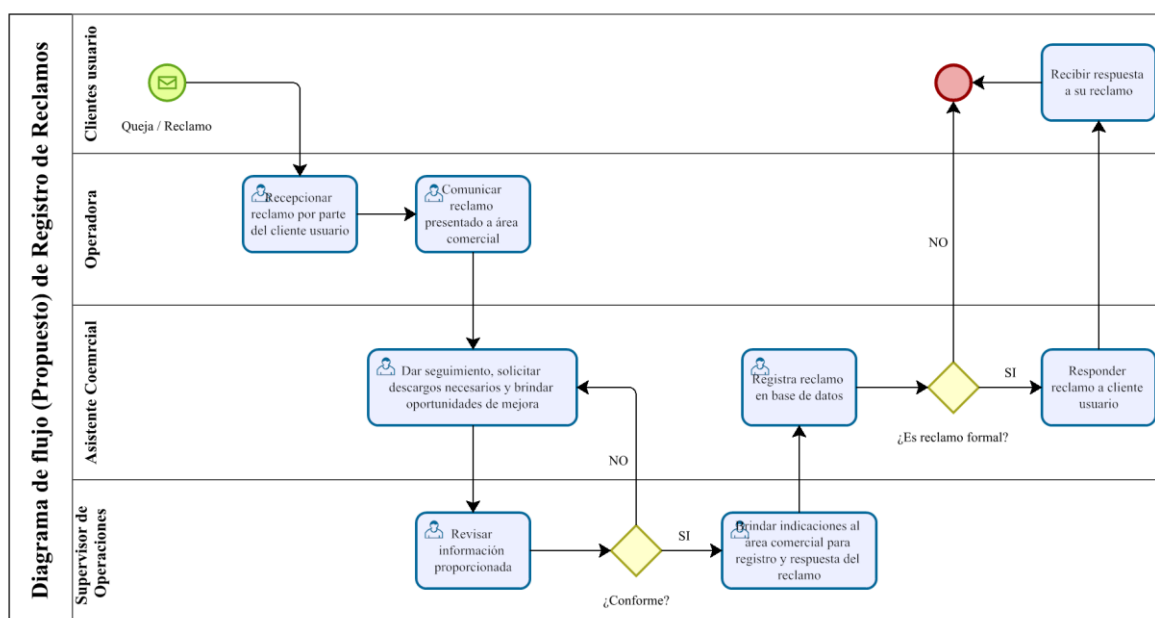 Diagrama de flujo (Propuesto) de Registro de Reclamos
Clientes usuario
Queja / Reclamo
Recibir respuesta
a su reclamo
Operadora
Recepcionar
reclamo por parte
del cliente usuario
Comunicar
reclamo
presentado a área
comercial
NO
Asistente Coemrcial
Dar seguimiento, solicitar
descargos necesarios y brindar
oportunidades de mejora
NO
Registra reclamo
en base de datos
¿Es reclamo formal?
SI
Responder
reclamo a cliente
usuario
Supervisor de
Operaciones
Revisar
información
proporcionada
¿Conforme?
SI
Brindar indicaciones al
área comercial para
registro y respuesta del
reclamo